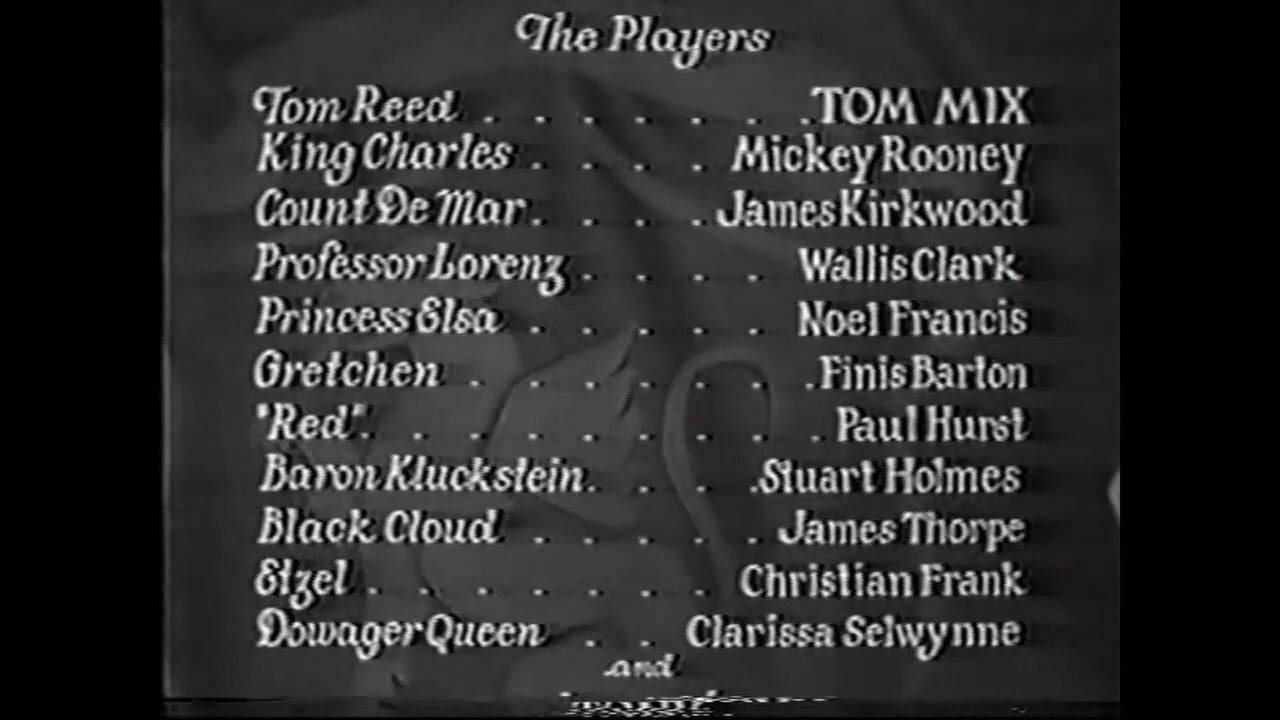 The Players
Tom Reed . . . . . . . TOM MIX
King Charles . . . . Mickey Rooney
Count De Mar . . . . James Kirkwood
Professor Lorenz . . . . Wallis Clark
Princess Elsa . . . . . Noel Francis
Gretchen . . . . . . . Finis Barton
"Red" . . . . . . . . . Paul Hurst
Baron Kluckstein . . . . Stuart Holmes
Black Cloud . . . . . James Thorpe
Etzel . . . . . . . Christian Frank
Dowager Queen . . Clarissa Selwynne
and